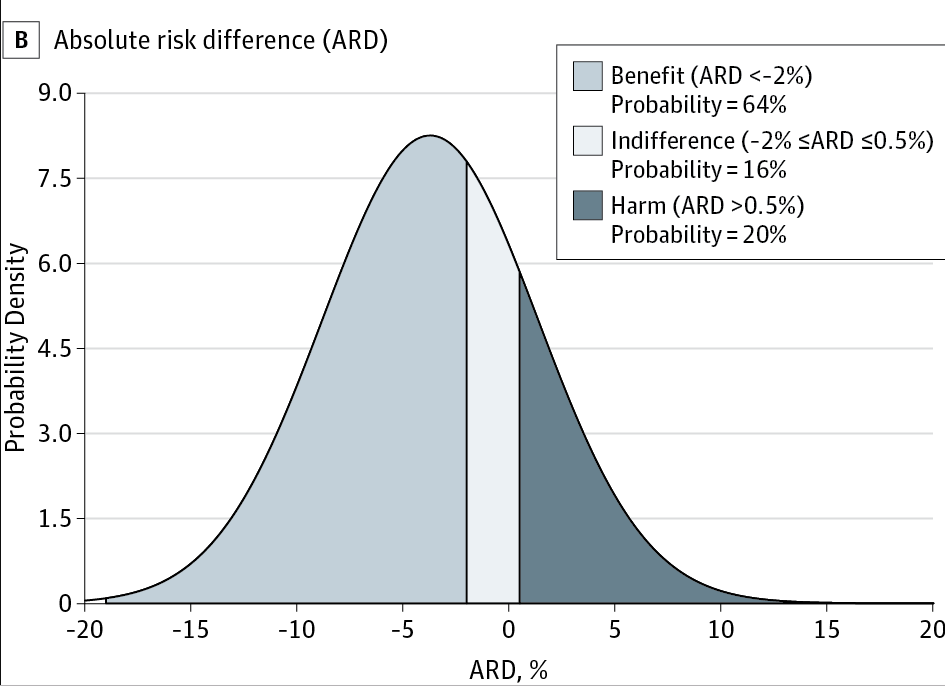 B Absolute risk difference (ARD)
Benefit (ARD <-2%)
Probability = 64%
Indifference (-2% ≤ARD ≤0.5%)
Probability = 16%
Harm (ARD >0.5%)
Probability = 20%
Probability Density
9.0
7.5
6.0
4.5
3.0
1.5
0
-20 -15 -10 -5 0 5 10 15 20
ARD, %